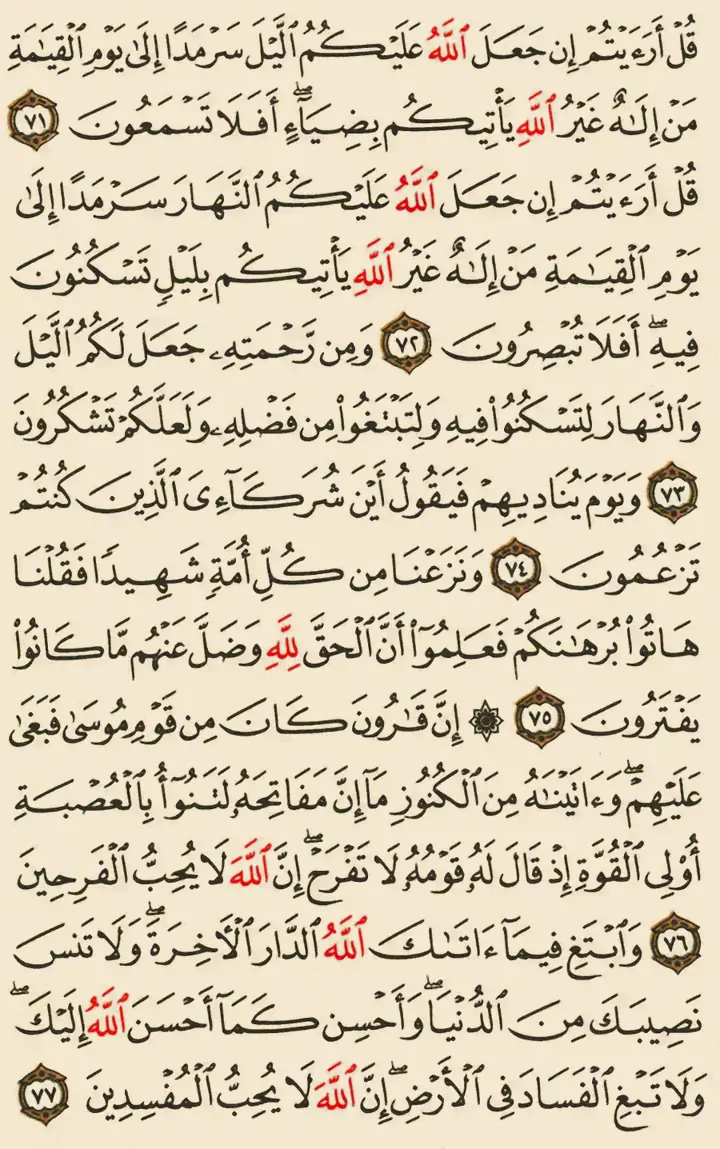 قُلْ أَرَءَيْتُمْ إِن جَعَلَ ٱللَّهُ عَلَيْكُمُ ٱلَّيْلَ سَرْمَدًا إِلَىٰ يَوْمِ ٱلْقِيَٰمَةِ
مَنْ إِلَٰهٌ غَيْرُ ٱللَّهِ يَأْتِيكُم بِضِيَآءٍ ۖ أَفَلَا تَسْمَعُونَ ٧١
قُلْ أَرَءَيْتُمْ إِن جَعَلَ ٱللَّهُ عَلَيْكُمُ ٱلنَّهَارَ سَرْمَدًا إِلَىٰ
يَوْمِ ٱلْقِيَٰمَةِ مَنْ إِلَٰهٌ غَيْرُ ٱللَّهِ يَأْتِيكُم بِلَيْلٍ تَسْكُنُونَ
فِيهِ ۖ أَفَلَا تُبْصِرُونَ ٧٢ وَمِن رَّحْمَتِهِۦ جَعَلَ لَكُمُ ٱلَّيْلَ
وَٱلنَّهَارَ لِتَسْكُنُوا۟ فِيهِ وَلِتَبْتَغُوا۟ مِن فَضْلِهِۦ وَلَعَلَّكُمْ تَشْكُرُونَ
٧٣ وَيَوْمَ يُنَادِيهِمْ فَيَقُولُ أَيْنَ شُرَكَآءِىَ ٱلَّذِينَ كُنتُمْ
تَزْعُمُونَ ٧٤ وَنَزَعْنَا مِن كُلِّ أُمَّةٍ شَهِيدًا فَقُلْنَا
هَاتُوا۟ بُرْهَٰنَكُمْ فَعَلِمُوٓا۟ أَنَّ ٱلْحَقَّ لِلَّهِ وَضَلَّ عَنْهُم مَّا كَانُوا۟
يَفْتَرُونَ ٧٥ ۞ إِنَّ قَٰرُونَ كَانَ مِن قَوْمِ مُوسَىٰ فَبَغَىٰ
عَلَيْهِمْ ۖ وَءَاتَيْنَٰهُ مِنَ ٱلْكُنُوزِ مَآ إِنَّ مَفَاتِحَهُۥ لَتَنُوٓأُ بِٱلْعُصْبَةِ
أُو۟لِى ٱلْقُوَّةِ إِذْ قَالَ لَهُۥ قَوْمُهُۥ لَا تَفْرَحْ ۖ إِنَّ ٱللَّهَ لَا يُحِبُّ ٱلْفَرِحِينَ
٧٦ وَٱبْتَغِ فِيمَآ ءَاتَىٰكَ ٱللَّهُ ٱلدَّارَ ٱلْءَاخِرَةَ ۖ وَلَا تَنسَ
نَصِيبَكَ مِنَ ٱلدُّنْيَا ۖ وَأَحْسِن كَمَآ أَحْسَنَ ٱللَّهُ إِلَيْكَ ۖ
وَلَا تَبْغِ ٱلْفَسَادَ فِى ٱلْأَرْضِ ۖ إِنَّ ٱللَّهَ لَا يُحِبُّ ٱلْمُفْسِدِينَ ٧٧